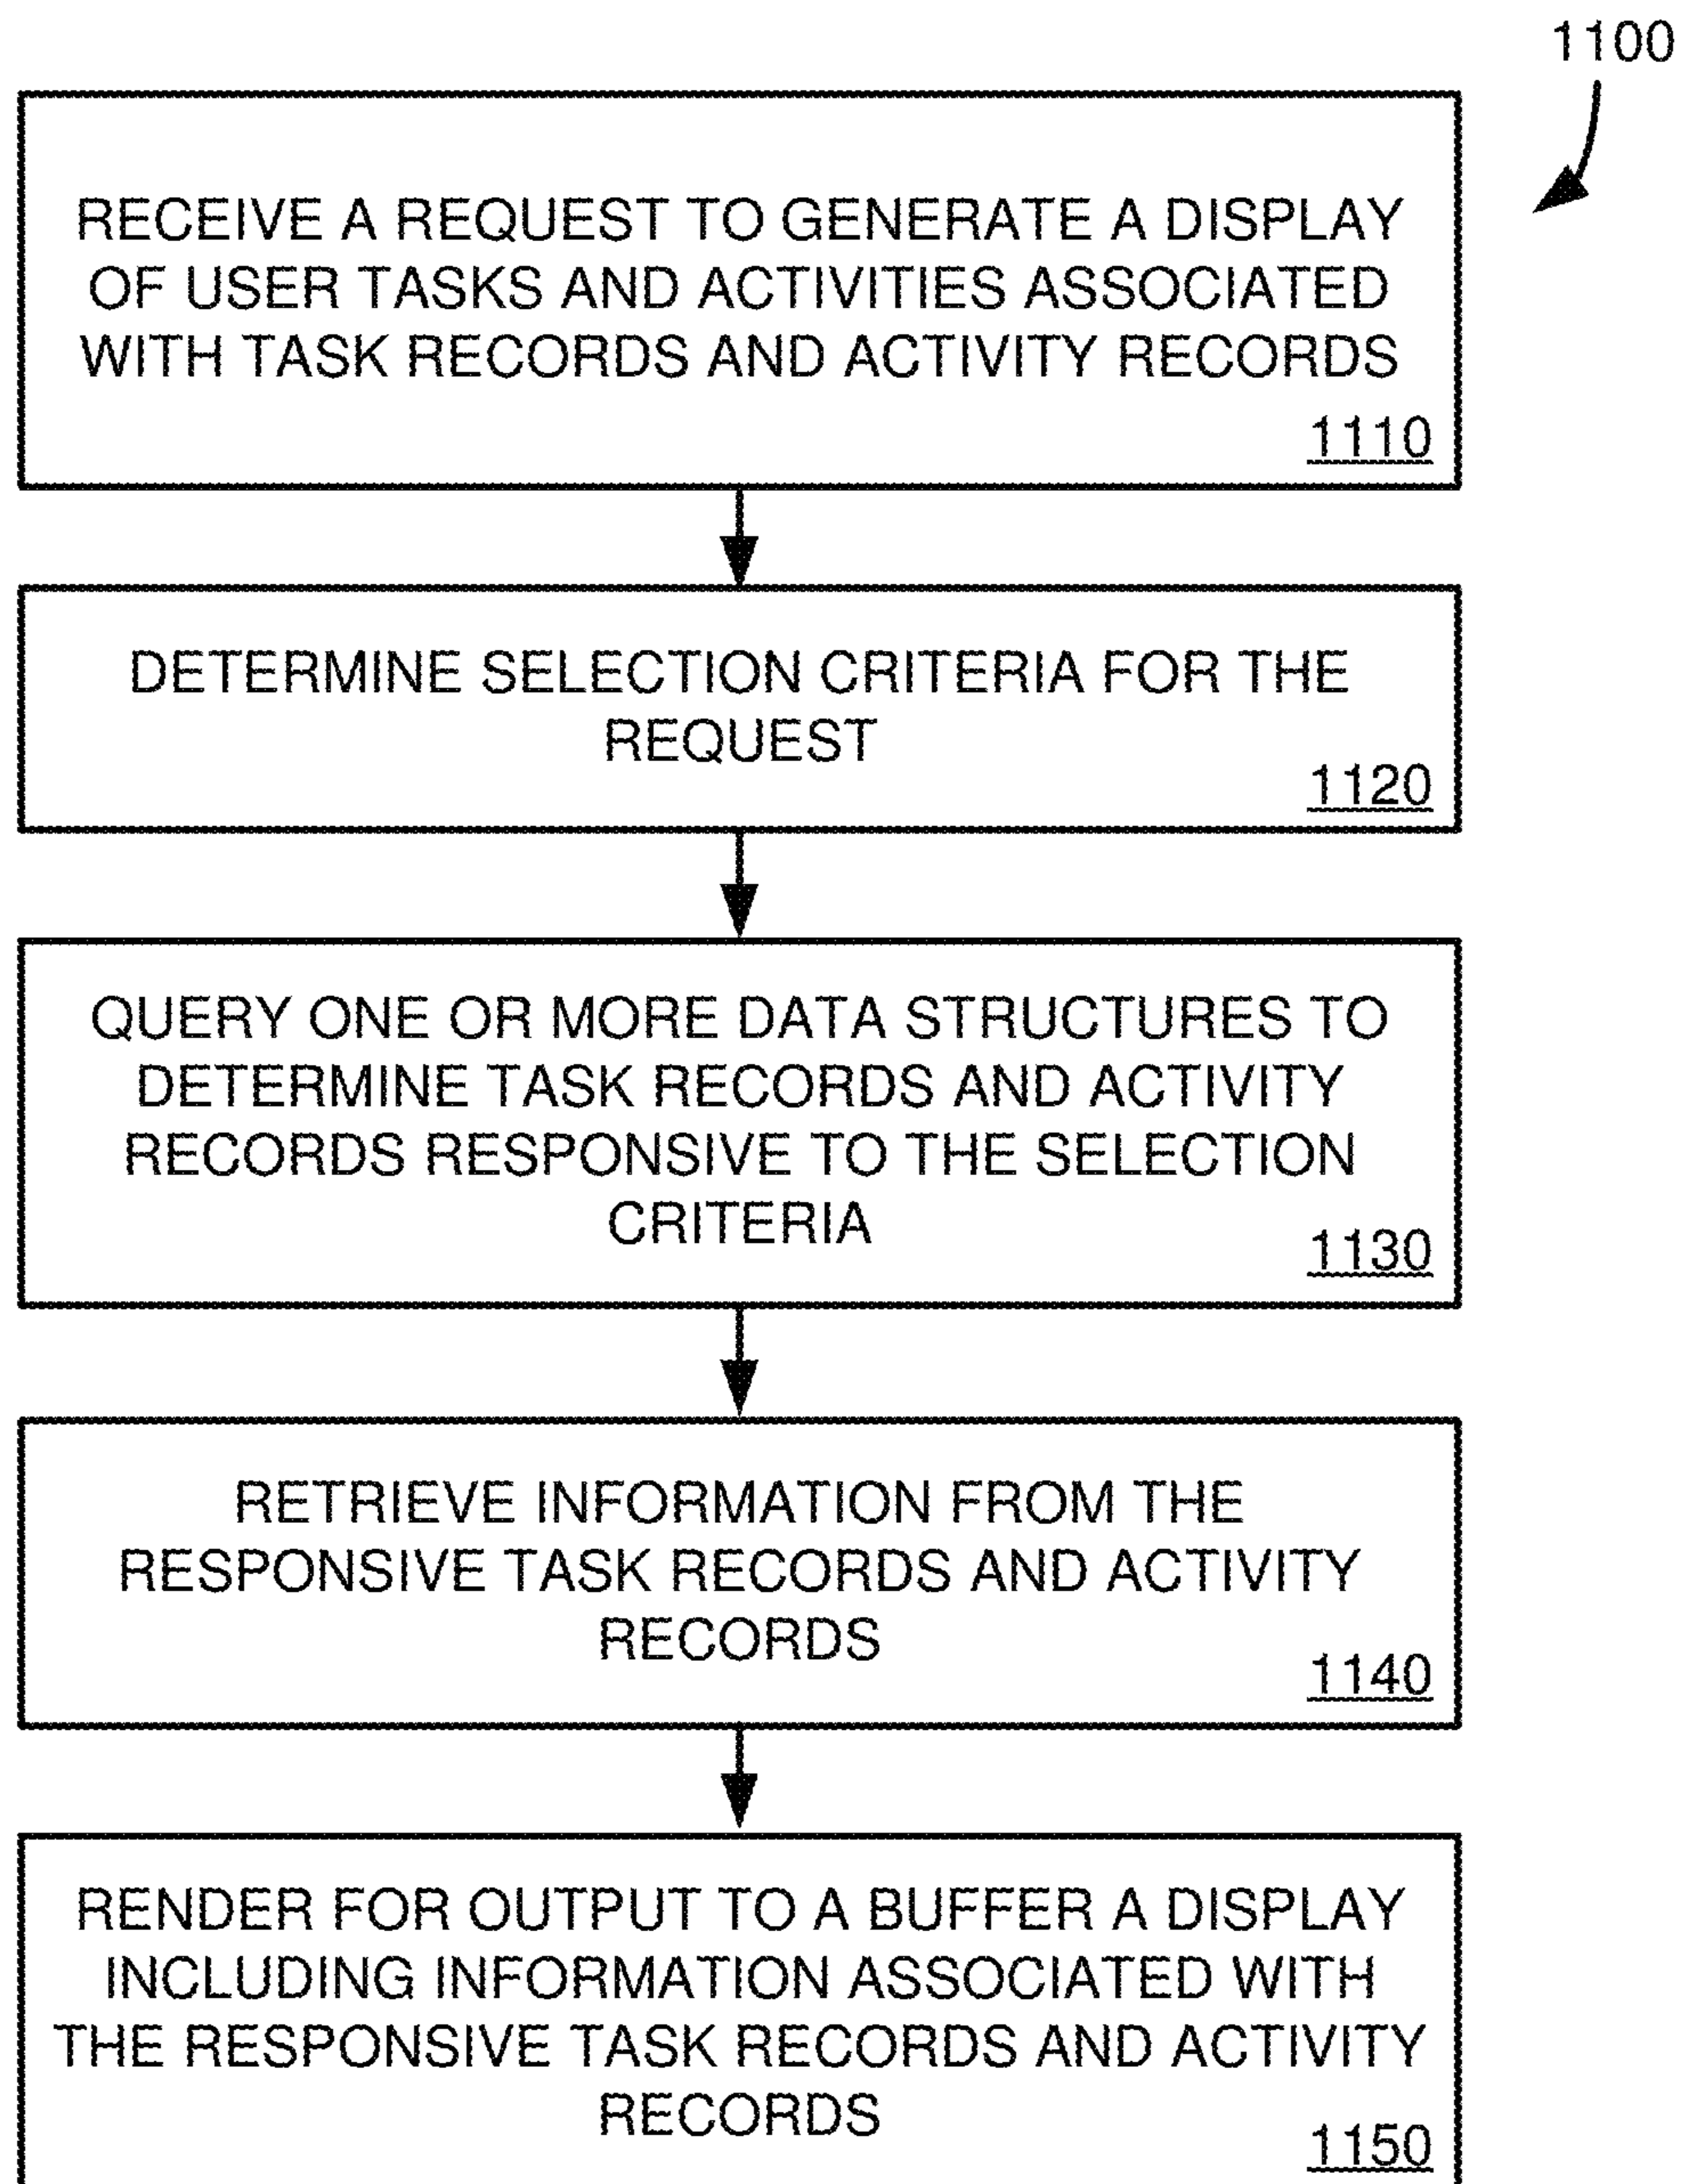 1100
RECEIVE A REQUEST TO GENERATE A DISPLAY
OF USER TASKS AND ACTIVITIES ASSOCIATED
WITH TASK RECORDS AND ACTIVITY RECORDS
1110
DETERMINE SELECTION CRITERIA FOR THE
REQUEST
1120
QUERY ONE OR MORE DATA STRUCTURES TO
DETERMINE TASK RECORDS AND ACTIVITY
RECORDS RESPONSIVE TO THE SELECTION
CRITERIA
1130
RETRIEVE INFORMATION FROM THE
RESPONSIVE TASK RECORDS AND ACTIVITY
RECORDS
1140
RENDER FOR OUTPUT TO A BUFFER A DISPLAY
INCLUDING INFORMATION ASSOCIATED WITH
THE RESPONSIVE TASK RECORDS AND ACTIVITY
RECORDS
1150